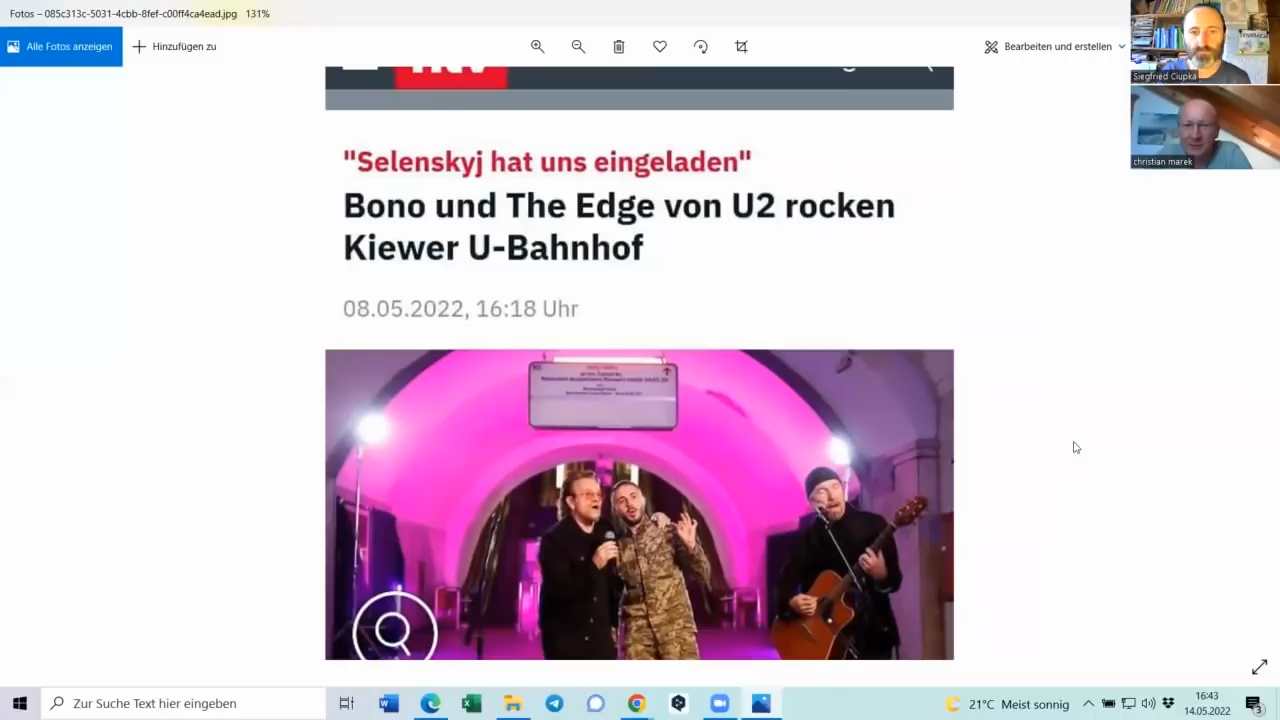 Fotos – 085c313c-5031-4cbb-8fef-c00ff4ca4ead.jpg 131%
Alle Fotos anzeigen
Hinzufügen zu
Bearbeiten und erstellen
Siegfried Ciupka
christian marek
"Selenskyj hat uns eingeladen"
Bono und The Edge von U2 rocken
Kiewer U-Bahnhof
08.05.2022, 16:18 Uhr
Zur Suche Text hier eingeben
21°C Meist sonnig
16:43
14.05.2022
3